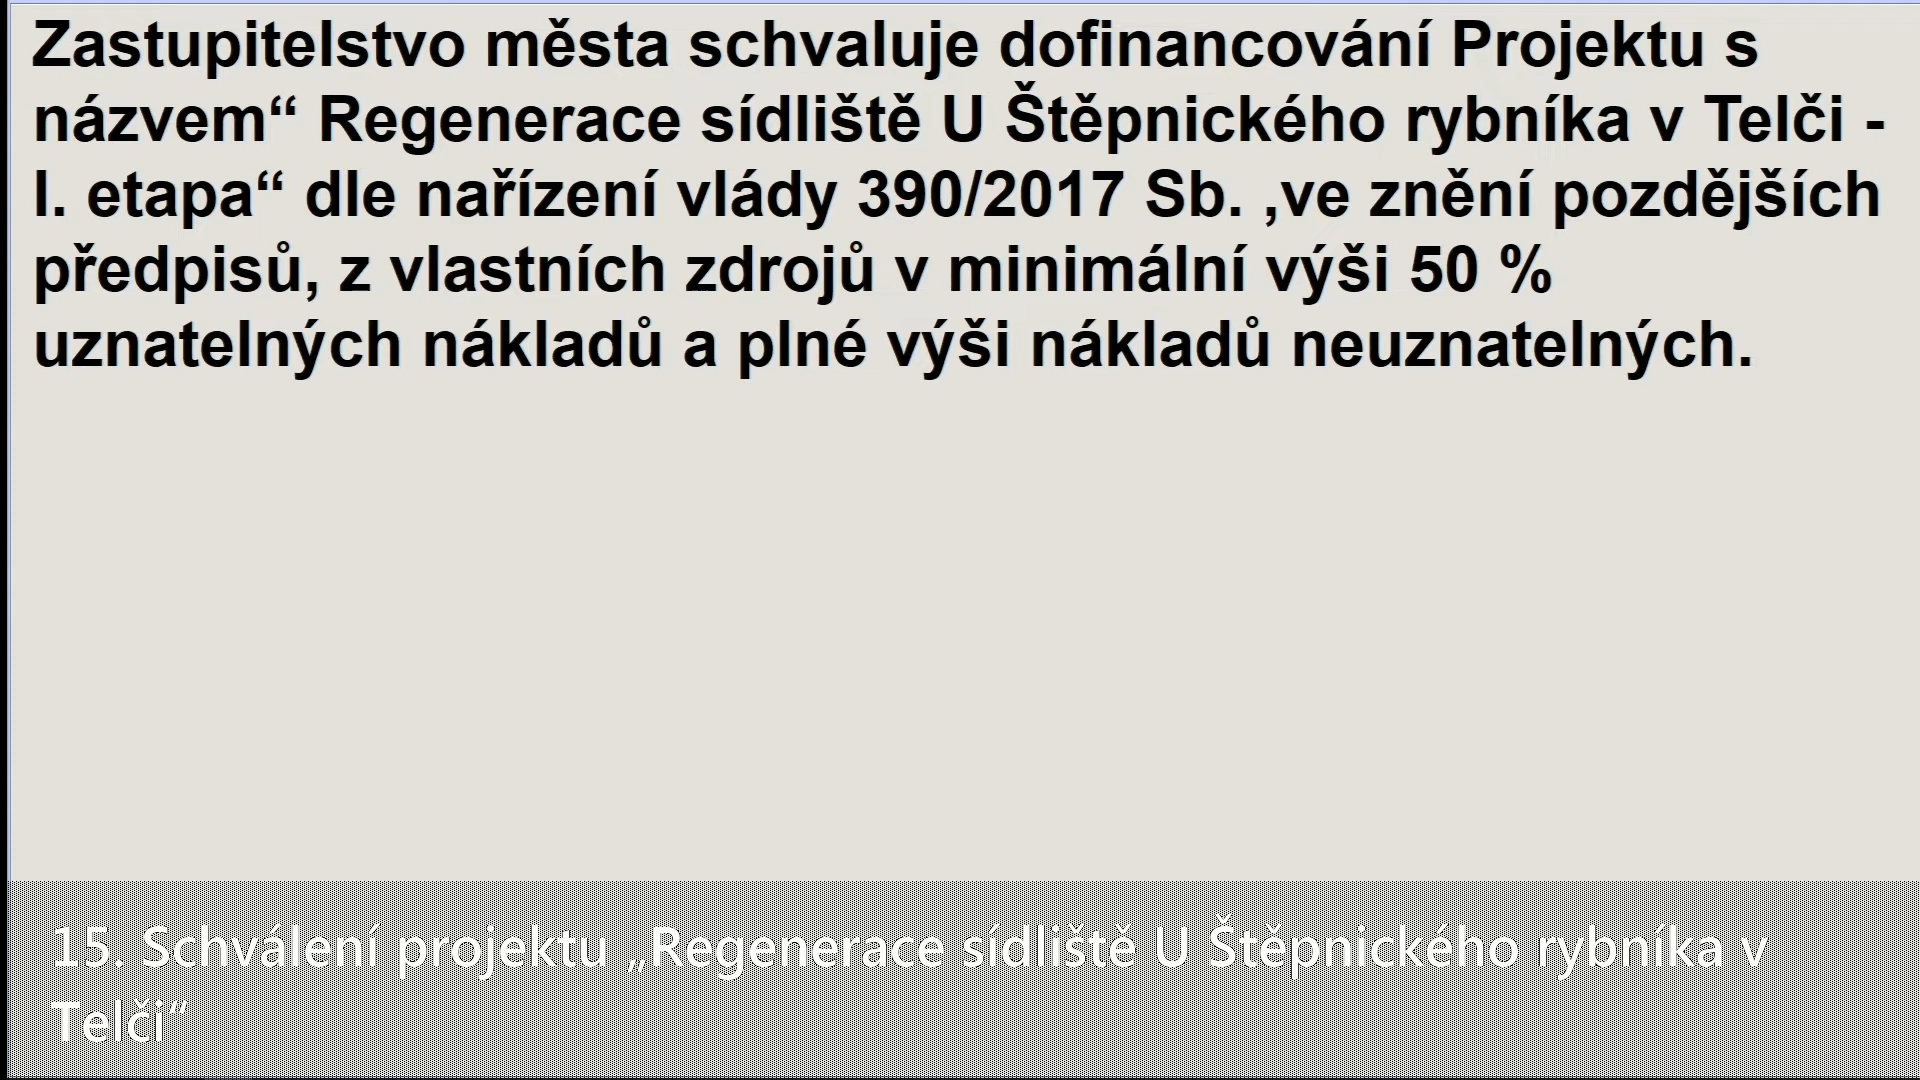 Zastupitelstvo města schvaluje dofinancování Projektu s
názvem“ Regenerace sídliště U Štěpnického rybníka v Telči -
I. etapa“ dle nařízení vlády 390/2017 Sb. ,ve znění pozdějších
předpisů, z vlastních zdrojů v minimální výši 50 %
uznatelných nákladů a plné výši nákladů neuznatelných.
15. Schválení projektu „Regenerace sídliště U Štěpnického rybníka v
Telči“